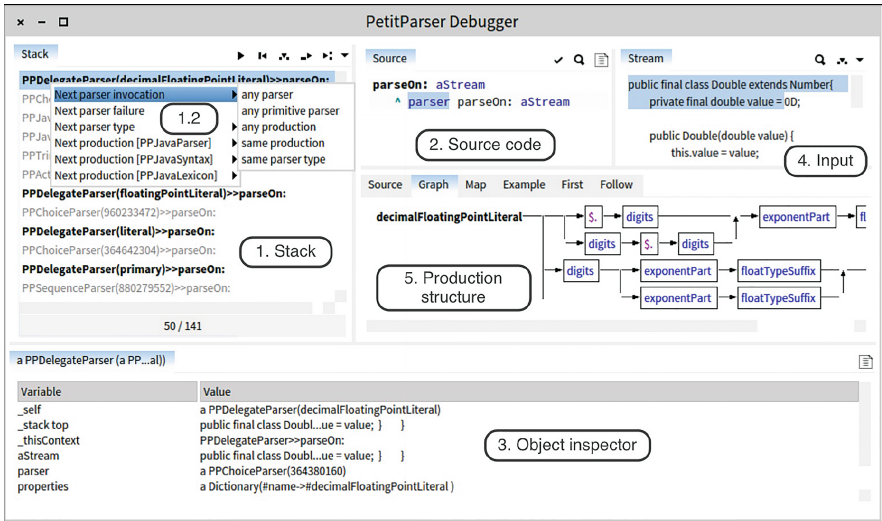 PetitParser Debugger
Stack
PPDelegateParser(decimalFloatingPointLiteral)>>parseOn:
PPCh
PPJav
PPJav
PPTri
PPAct
Next parser invocation
Next parser failure
Next parser type
Next production [PPJavaParser]
Next production [PPJavaSyntax]
Next production [PPJavaLexicon]
1.2
any parser
any primitive parser
any production
same production
same parser type
PPDelegateParser(floatingPointLiteral)>>parseOn:
PPChoiceParser(960233472)>>parseOn:
PPDelegateParser(literal)>>parseOn:
PPChoiceParser(364642304)>>parseOn:
PPDelegateParser(primary)>>parseOn:
PPSequenceParser(880279552)>>parseOn:
1. Stack
50 / 141
Source
parseOn: aStream
^ parser parseOn: aStream
2. Source code
Stream
public final class Double extends Number{
private final double value = 0D;
public Double(double value) {
this.value = value;
4. Input
Source Graph Map Example First Follow
decimalFloatingPointLiteral
$. digits exponentPart fl
digits $. digits
digits exponentPart floatTypeSuffix
exponentPart floatTypeSuffix
5. Production
structure
a PPDelegateParser (a PP...al))
Variable Value
_self a PPDelegateParser(decimalFloatingPointLiteral)
_stack top public final class Doubl...ue = value; } }
_thisContext PPDelegateParser>>parseOn:
aStream public final class Doubl...ue = value; } }
parser a PPChoiceParser(364380160)
properties a Dictionary(#name->#decimalFloatingPointLiteral )
3. Object inspector